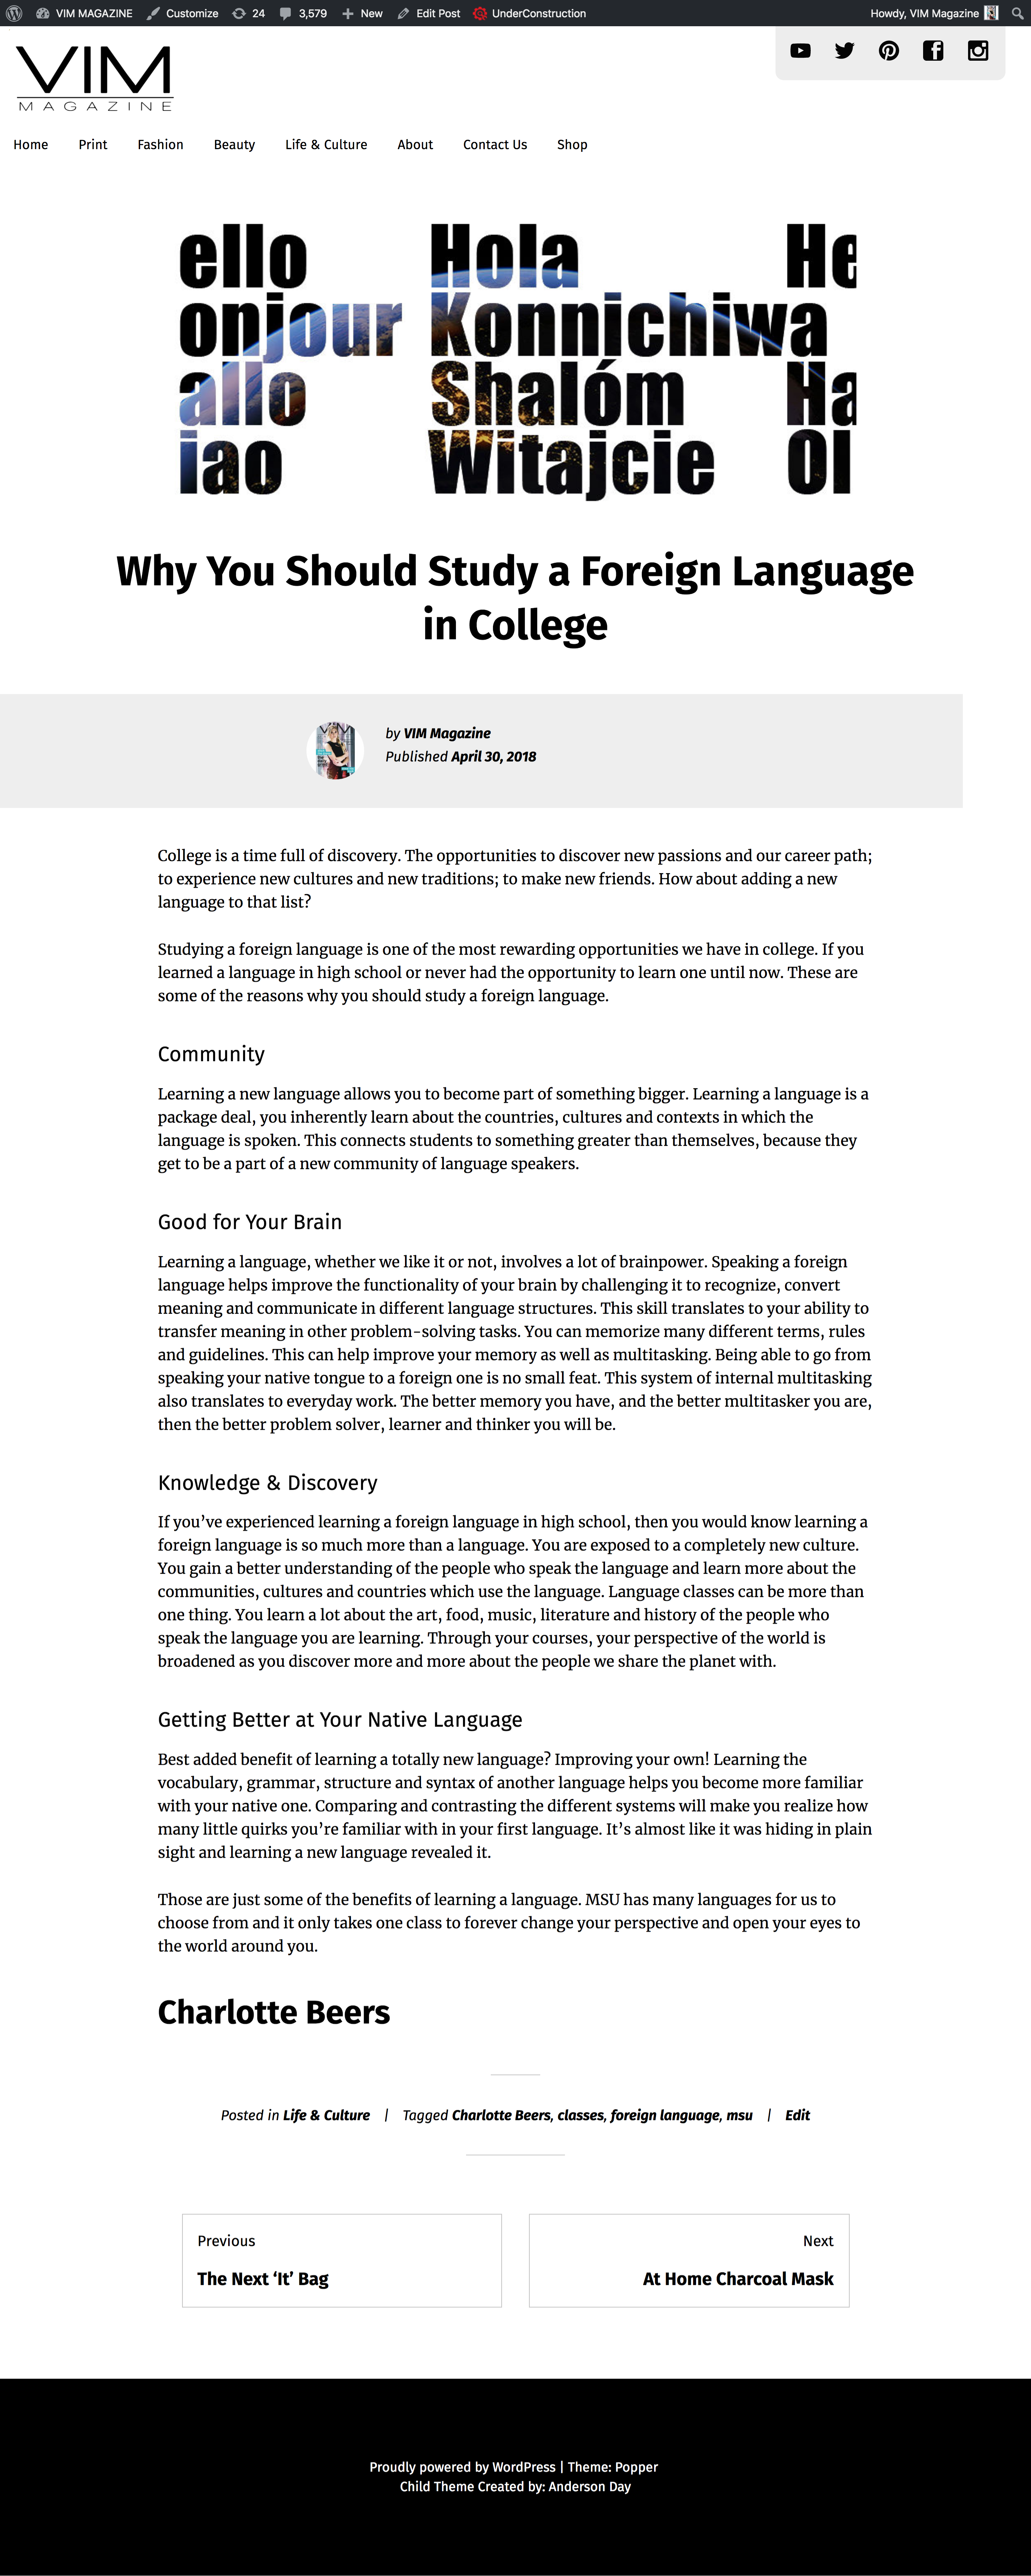 VIM MAGAZINE Customize 24 3,579 New Edit Post UnderConstruction Howdy, VIM Magazine
VIM
MAGAZINE
Home Print Fashion Beauty Life & Culture About Contact Us Shop
ello Hola He
onjour Konnichiwa
allo Shalóm Ha
iao Witajcie Ol
Why You Should Study a Foreign Language
in College
by VIM Magazine
Published April 30, 2018
College is a time full of discovery. The opportunities to discover new passions and our career path;
to experience new cultures and new traditions; to make new friends. How about adding a new
language to that list?
Studying a foreign language is one of the most rewarding opportunities we have in college. If you
learned a language in high school or never had the opportunity to learn one until now. These are
some of the reasons why you should study a foreign language.
Community
Learning a new language allows you to become part of something bigger. Learning a language is a
package deal, you inherently learn about the countries, cultures and contexts in which the
language is spoken. This connects students to something greater than themselves, because they
get to be a part of a new community of language speakers.
Good for Your Brain
Learning a language, whether we like it or not, involves a lot of brainpower. Speaking a foreign
language helps improve the functionality of your brain by challenging it to recognize, convert
meaning and communicate in different language structures. This skill translates to your ability to
transfer meaning in other problem-solving tasks. You can memorize many different terms, rules
and guidelines. This can help improve your memory as well as multitasking. Being able to go from
speaking your native tongue to a foreign one is no small feat. This system of internal multitasking
also translates to everyday work. The better memory you have, and the better multitasker you are,
then the better problem solver, learner and thinker you will be.
Knowledge & Discovery
If you’ve experienced learning a foreign language in high school, then you would know learning a
foreign language is so much more than a language. You are exposed to a completely new culture.
You gain a better understanding of the people who speak the language and learn more about the
communities, cultures and countries which use the language. Language classes can be more than
one thing. You learn a lot about the art, food, music, literature and history of the people who
speak the language you are learning. Through your courses, your perspective of the world is
broadened as you discover more and more about the people we share the planet with.
Getting Better at Your Native Language
Best added benefit of learning a totally new language? Improving your own! Learning the
vocabulary, grammar, structure and syntax of another language helps you become more familiar
with your native one. Comparing and contrasting the different systems will make you realize how
many little quirks you’re familiar with in your first language. It’s almost like it was hiding in plain
sight and learning a new language revealed it.
Those are just some of the benefits of learning a language. MSU has many languages for us to
choose from and it only takes one class to forever change your perspective and open your eyes to
the world around you.
Charlotte Beers
Posted in Life & Culture | Tagged Charlotte Beers, classes, foreign language, msu | Edit
Previous
The Next ‘It’ Bag
Next
At Home Charcoal Mask
Proudly powered by WordPress | Theme: Popper
Child Theme Created by: Anderson Day